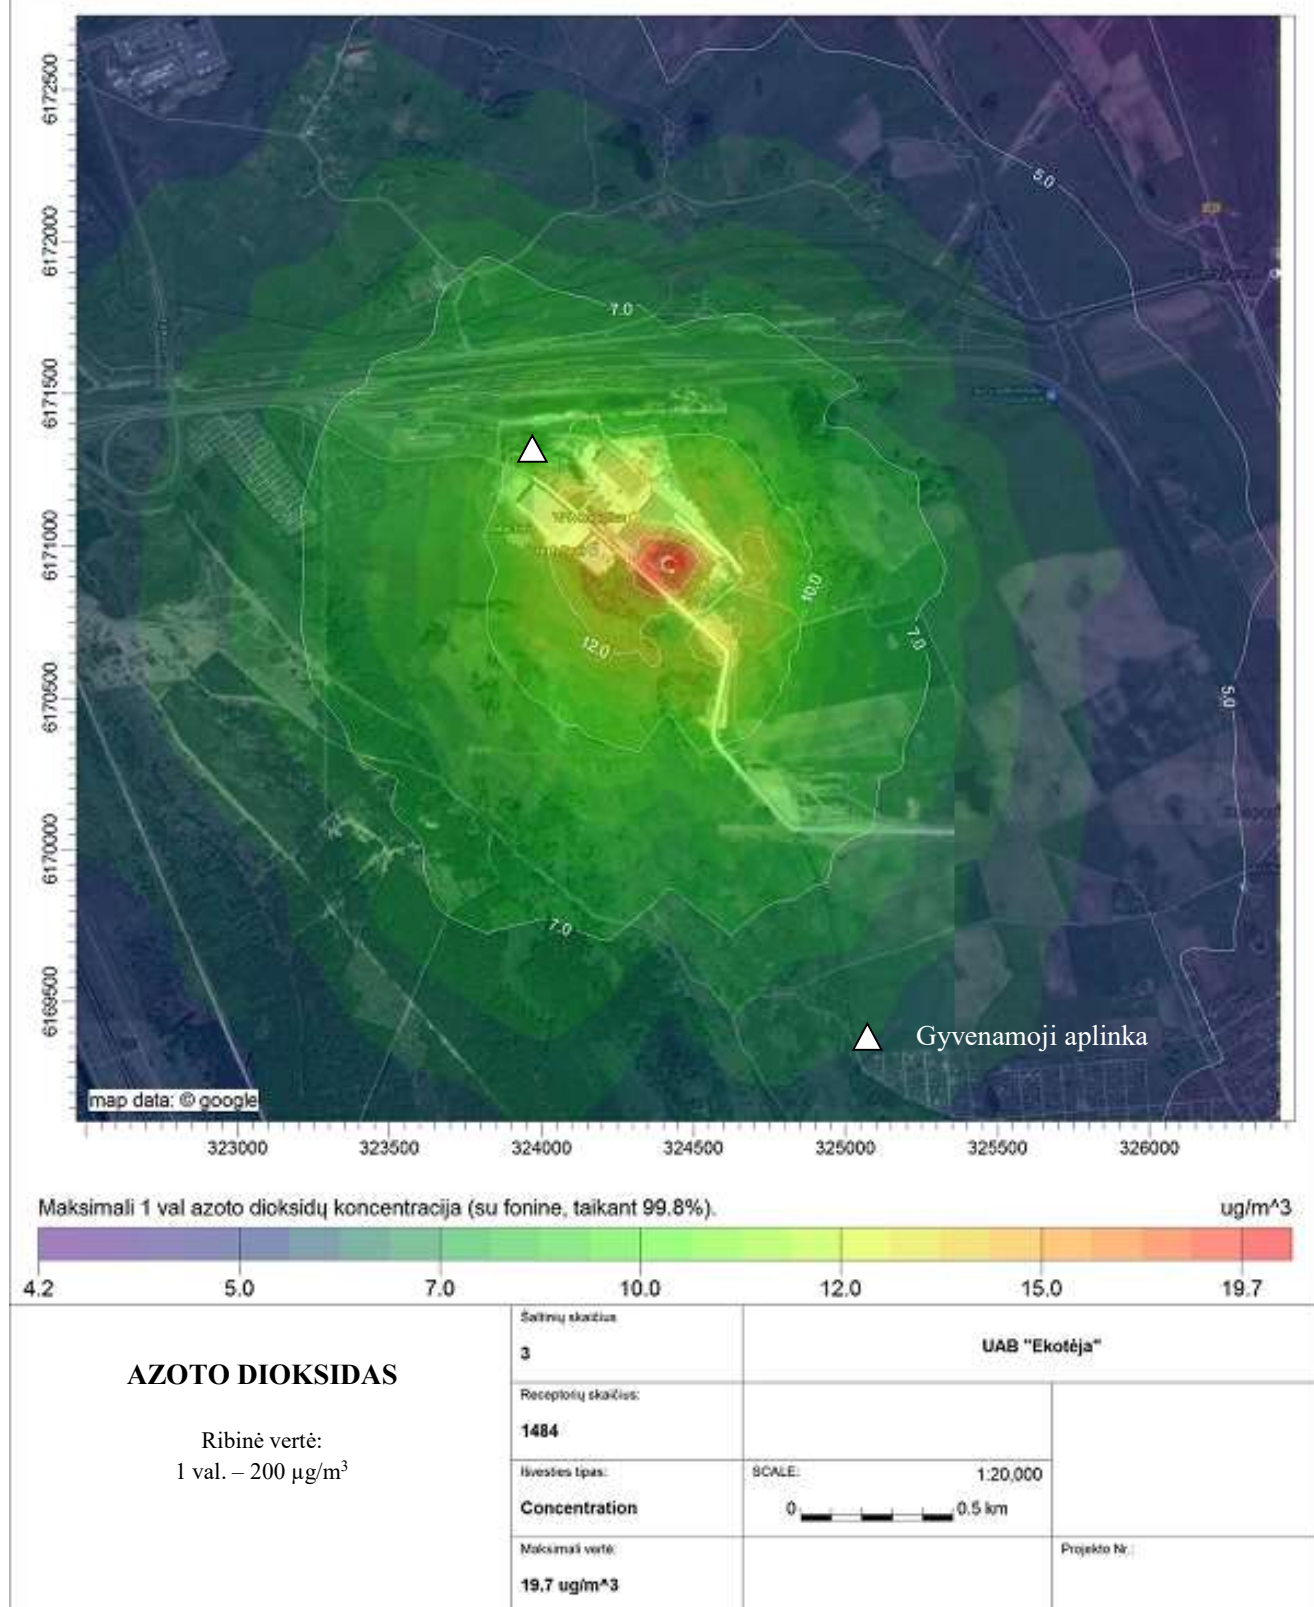 6172500
6172000
6171500
6171000
6170500
6170000
6169500
5.0
7.0
10.0
12.0
7.0
5.0
7.0
Gyvenamoji aplinka
map data: © google
323000 323500 324000 324500 325000 325500 326000
Maksimali 1 val azoto dioksidų koncentracija (su fonine, taikant 99.8%). ug/m^3
4.2 5.0 7.0 10.0 12.0 15.0 19.7
AZOTO DIOKSIDAS
Ribinė vertė:
1 val. – 200 µg/m³
Šaltinių skaičius
3
UAB "Ekotėja"
Receptorių skaičius:
1484
Išvesties tipas:
Concentration
SCALE: 1:20,000
0 0.5 km
Maksimali vertė:
19.7 ug/m^3
Projekto Nr.: